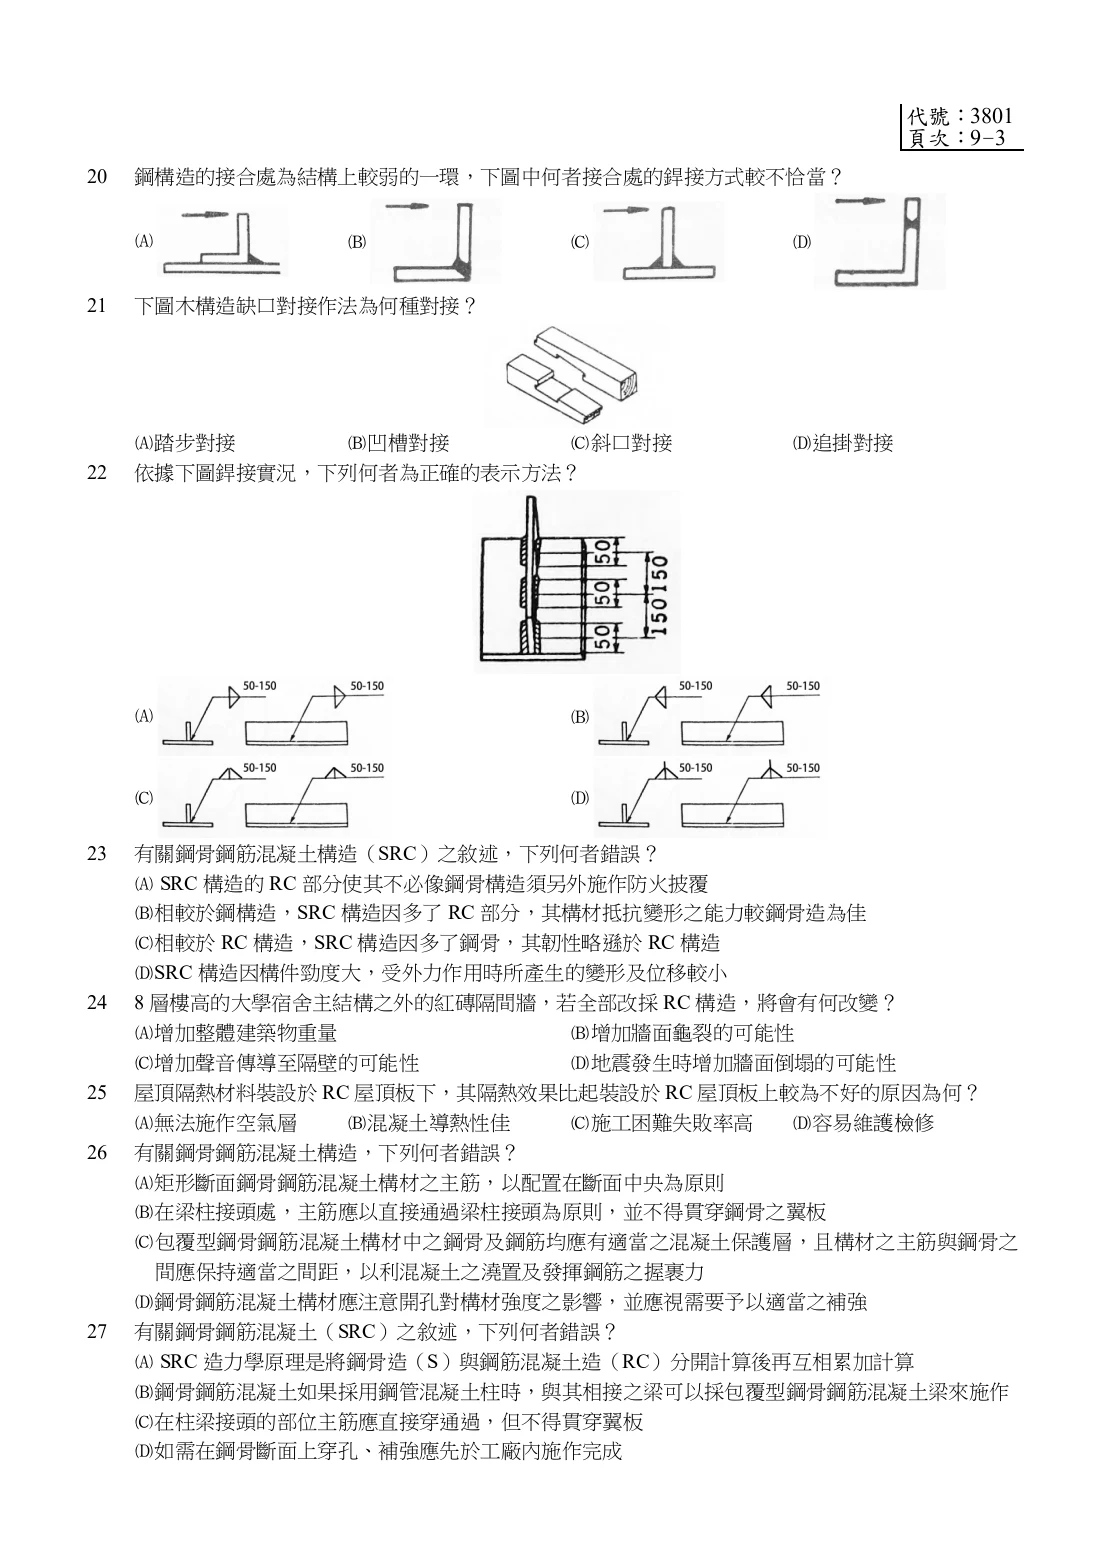 代號：3801
頁次：9-3
20 鋼構造的接合處為結構上較弱的一環，下圖中何者接合處的銲接方式較不恰當？
(A) (B) (C) (D)
21 下圖木構造缺口對接作法為何種對接？
(A)踏步對接 (B)凹槽對接 (C)斜口對接 (D)追掛對接
22 依據下圖銲接實況，下列何者為正確的表示方法？
50
50
50
150
150
(A) 50-150 50-150 (B) 50-150 50-150
(C) 50-150 50-150 (D) 50-150 50-150
23 有關鋼骨鋼筋混凝土構造（SRC）之敘述，下列何者錯誤？
(A) SRC 構造的 RC 部分使其不必像鋼骨構造須另外施作防火披覆
(B)相較於鋼構造，SRC 構造因多了 RC 部分，其構材抵抗變形之能力較鋼骨造為佳
(C)相較於 RC 構造，SRC 構造因多了鋼骨，其韌性略遜於 RC 構造
(D)SRC 構造因構件勁度大，受外力作用時所產生的變形及位移較小
24 8 層樓高的大學宿舍主結構之外的紅磚隔間牆，若全部改採 RC 構造，將會有何改變？
(A)增加整體建築物重量 (B)增加牆面龜裂的可能性
(C)增加聲音傳導至隔壁的可能性 (D)地震發生時增加牆面倒塌的可能性
25 屋頂隔熱材料裝設於 RC 屋頂板下，其隔熱效果比起裝設於 RC 屋頂板上較為不好的原因為何？
(A)無法施作空氣層 (B)混凝土導熱性佳 (C)施工困難失敗率高 (D)容易維護檢修
26 有關鋼骨鋼筋混凝土構造，下列何者錯誤？
(A)矩形斷面鋼骨鋼筋混凝土構材之主筋，以配置在斷面中央為原則
(B)在梁柱接頭處，主筋應以直接通過梁柱接頭為原則，並不得貫穿鋼骨之翼板
(C)包覆型鋼骨鋼筋混凝土構材中之鋼骨及鋼筋均應有適當之混凝土保護層，且構材之主筋與鋼骨之
間應保持適當之間距，以利混凝土之澆置及發揮鋼筋之握裹力
(D)鋼骨鋼筋混凝土構材應注意開孔對構材強度之影響，並應視需要予以適當之補強
27 有關鋼骨鋼筋混凝土（SRC）之敘述，下列何者錯誤？
(A) SRC 造力學原理是將鋼骨造（S）與鋼筋混凝土造（RC）分開計算後再互相累加計算
(B)鋼骨鋼筋混凝土如果採用鋼管混凝土柱時，與其相接之梁可以採包覆型鋼骨鋼筋混凝土梁來施作
(C)在柱梁接頭的部位主筋應直接穿通過，但不得貫穿翼板
(D)如需在鋼骨斷面上穿孔、補強應先於工廠內施作完成